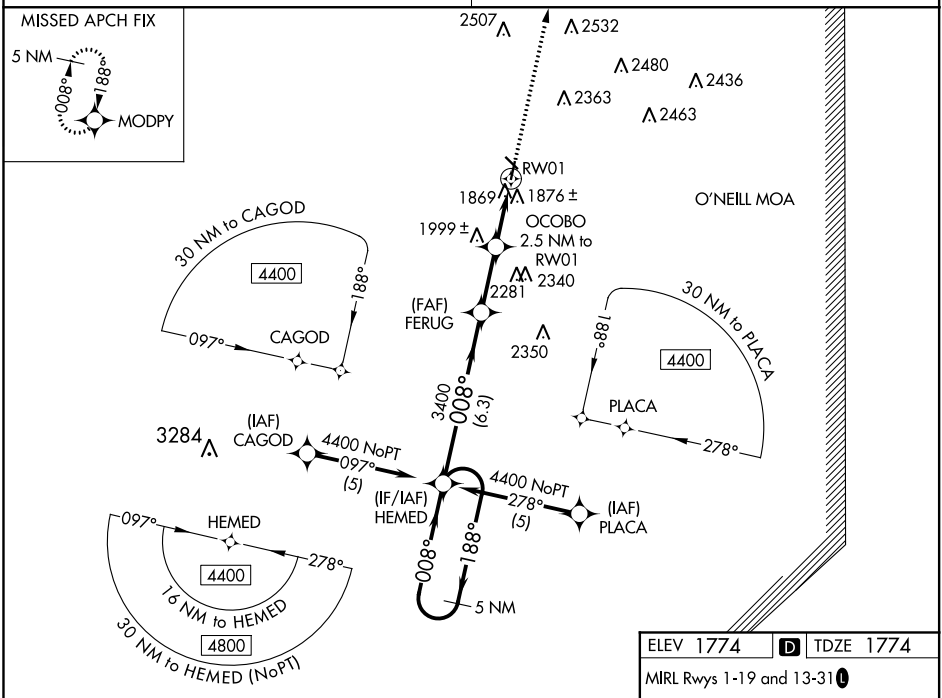 MISSED APCH FIX
5 NM
008°
188°
MODPY
2507
2532
2480
2436
2363
2463
RW01
1869
1876 ±
O'NEILL MOA
OCOBO
2.5 NM to
RW01
1999 ±
2281
2340
(FAF)
FERUG
2350
30 NM to CAGOD
4400
188°
097°
CAGOD
30 NM to PLACA
188°
4400
PLACA
278°
3400
008°
(6.3)
3284
(IAF)
CAGOD
4400 NoPT
097°
(5)
(IF/IAF)
HEMED
4400 NoPT
278°
(5)
(IAF)
PLACA
008°
188°
5 NM
097°
HEMED
278°
4400
16 NM to HEMED
4800
30 NM to HEMED (NoPT)
ELEV 1774 D TDZE 1774
MIRL Rwys 1-19 and 13-31 L